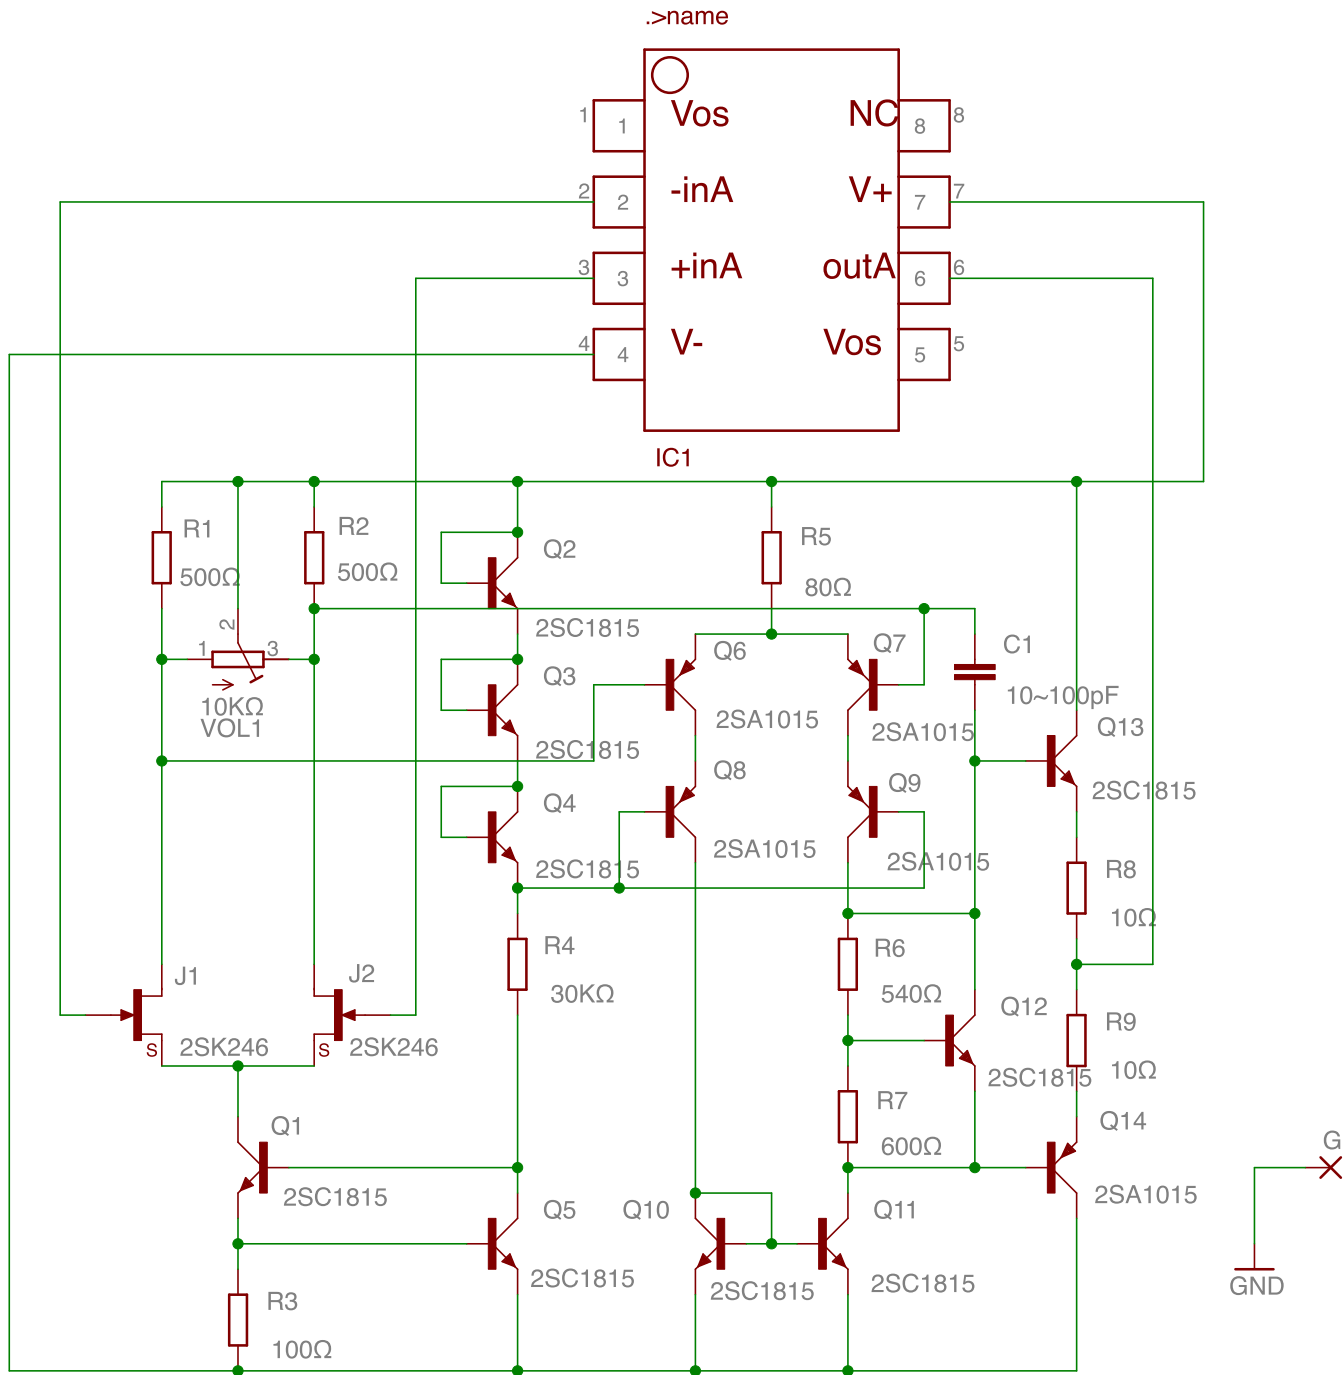 .>name
1 1 Vos NC 8 8
2 2 -inA V+ 7 7
3 3 +inA outA 6 6
4 4 V- Vos 5 5
IC1
R1
500Ω
R2
500Ω
Q2
2SC1815
R5
80Ω
1 2 3
10KΩ
VOL1
Q3
2SC1815
Q6
2SA1015
Q7
2SA1015
C1
10~100pF
Q13
2SC1815
Q4
2SC1815
Q8
2SA1015
Q9
2SA1015
R8
10Ω
R4
30KΩ
R6
540Ω
J1
S 2SK246
J2
S 2SK246
Q12
2SC1815
R9
10Ω
R7
600Ω
Q1
2SC1815
Q14
2SA1015
G
Q5
2SC1815
Q10
2SC1815
Q11
2SC1815
GND
R3
100Ω